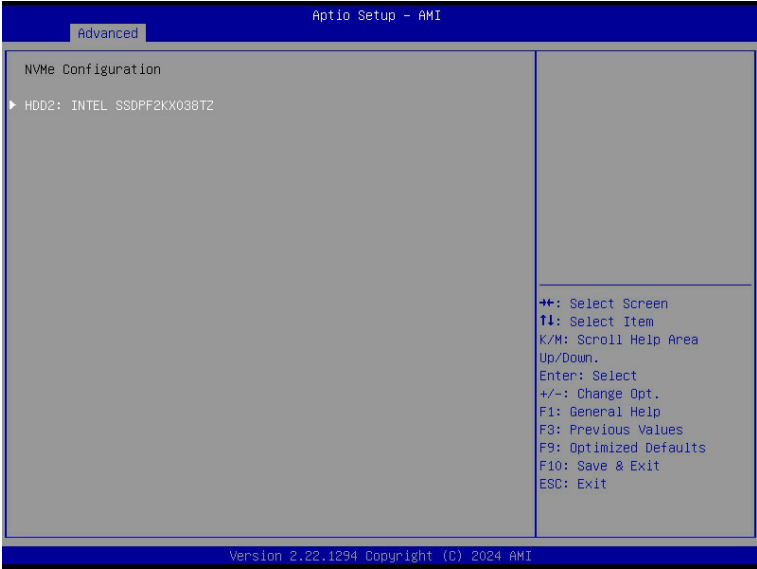 Aptio Setup – AMI
Advanced
NVMe Configuration
▶ HDD2: INTEL SSDPF2KX038TZ
→←: Select Screen
↑↓: Select Item
K/M: Scroll Help Area
Up/Down.
Enter: Select
+/-: Change Opt.
F1: General Help
F3: Previous Values
F9: Optimized Defaults
F10: Save & Exit
ESC: Exit
Version 2.22.1294 Copyright (C) 2024 AMI